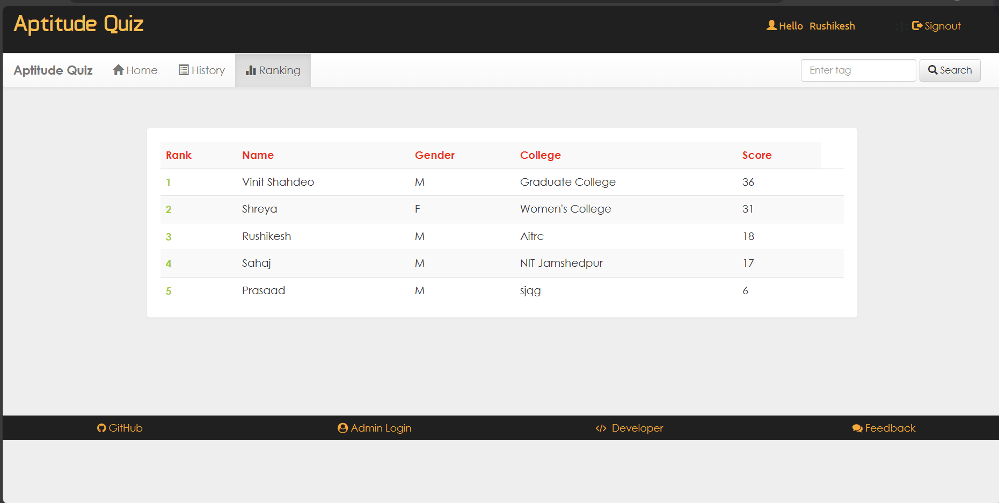 Aptitude Quiz
Hello Rushikesh
Signout
Aptitude Quiz Home History Ranking
Enter tag Search
Rank Name Gender College Score
1 Vinit Shahdeo M Graduate College 36
2 Shreya F Women's College 31
3 Rushikesh M Aitrc 18
4 Sahaj M NIT Jamshedpur 17
5 Prasaad M sjqg 6
GitHub Admin Login Developer Feedback